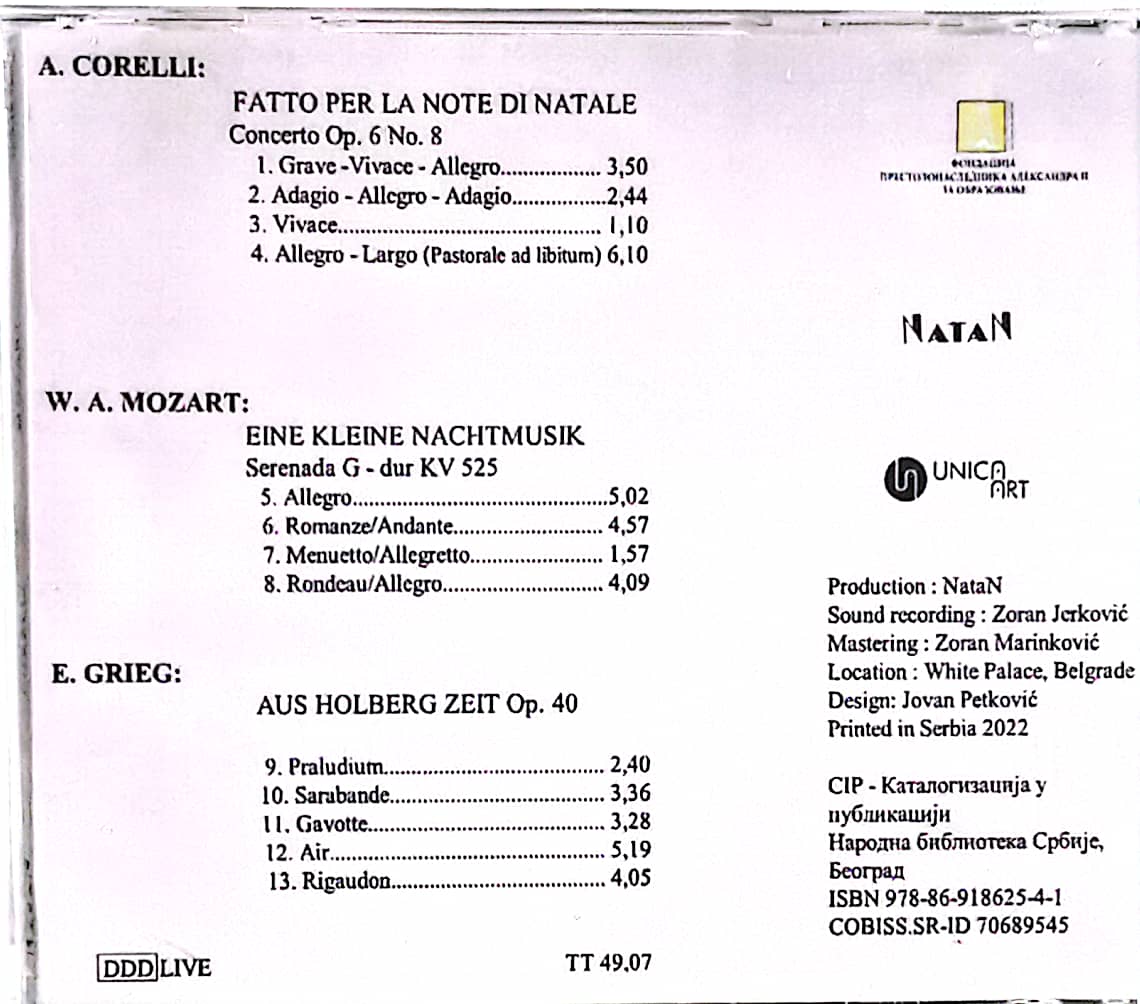 A. CORELLI:
FATTO PER LA NOTE DI NATALE
Concerto Op. 6 No. 8
1. Grave -Vivace - Allegro.................. 3,50
2. Adagio - Allegro - Adagio.................2,44
3. Vivace............................................... 1,10
4. Allegro - Largo (Pastorale ad libitum) 6,10
W. A. MOZART:
EINE KLEINE NACHTMUSIK
Serenada G - dur KV 525
5. Allegro.............................................5,02
6. Romanze/Andante........................... 4,57
7. Menuetto/Allegretto........................ 1,57
8. Rondeau/Allegro............................. 4,09
E. GRIEG:
AUS HOLBERG ZEIT Op. 40
9. Praludium....................................... 2,40
10. Sarabande...................................... 3,36
11. Gavotte.......................................... 3,28
12. Air................................................. 5,19
13. Rigaudon...................................... 4,05
DDD LIVE
TT 49,07
ФОНДАЦИЈА
ПРЕСТОЛОНАСЛЕДНИКА АЛЕКСАНДРА II
ЗА ОБРАЗОВАЊЕ
NATAN
UNICA
ART
Production : NataN
Sound recording : Zoran Jerković
Mastering : Zoran Marinković
Location : White Palace, Belgrade
Design: Jovan Petković
Printed in Serbia 2022
CIP - Каталогизација у
публикацији
Народна библиотека Србије,
Београд
ISBN 978-86-918625-4-1
COBISS.SR-ID 70689545